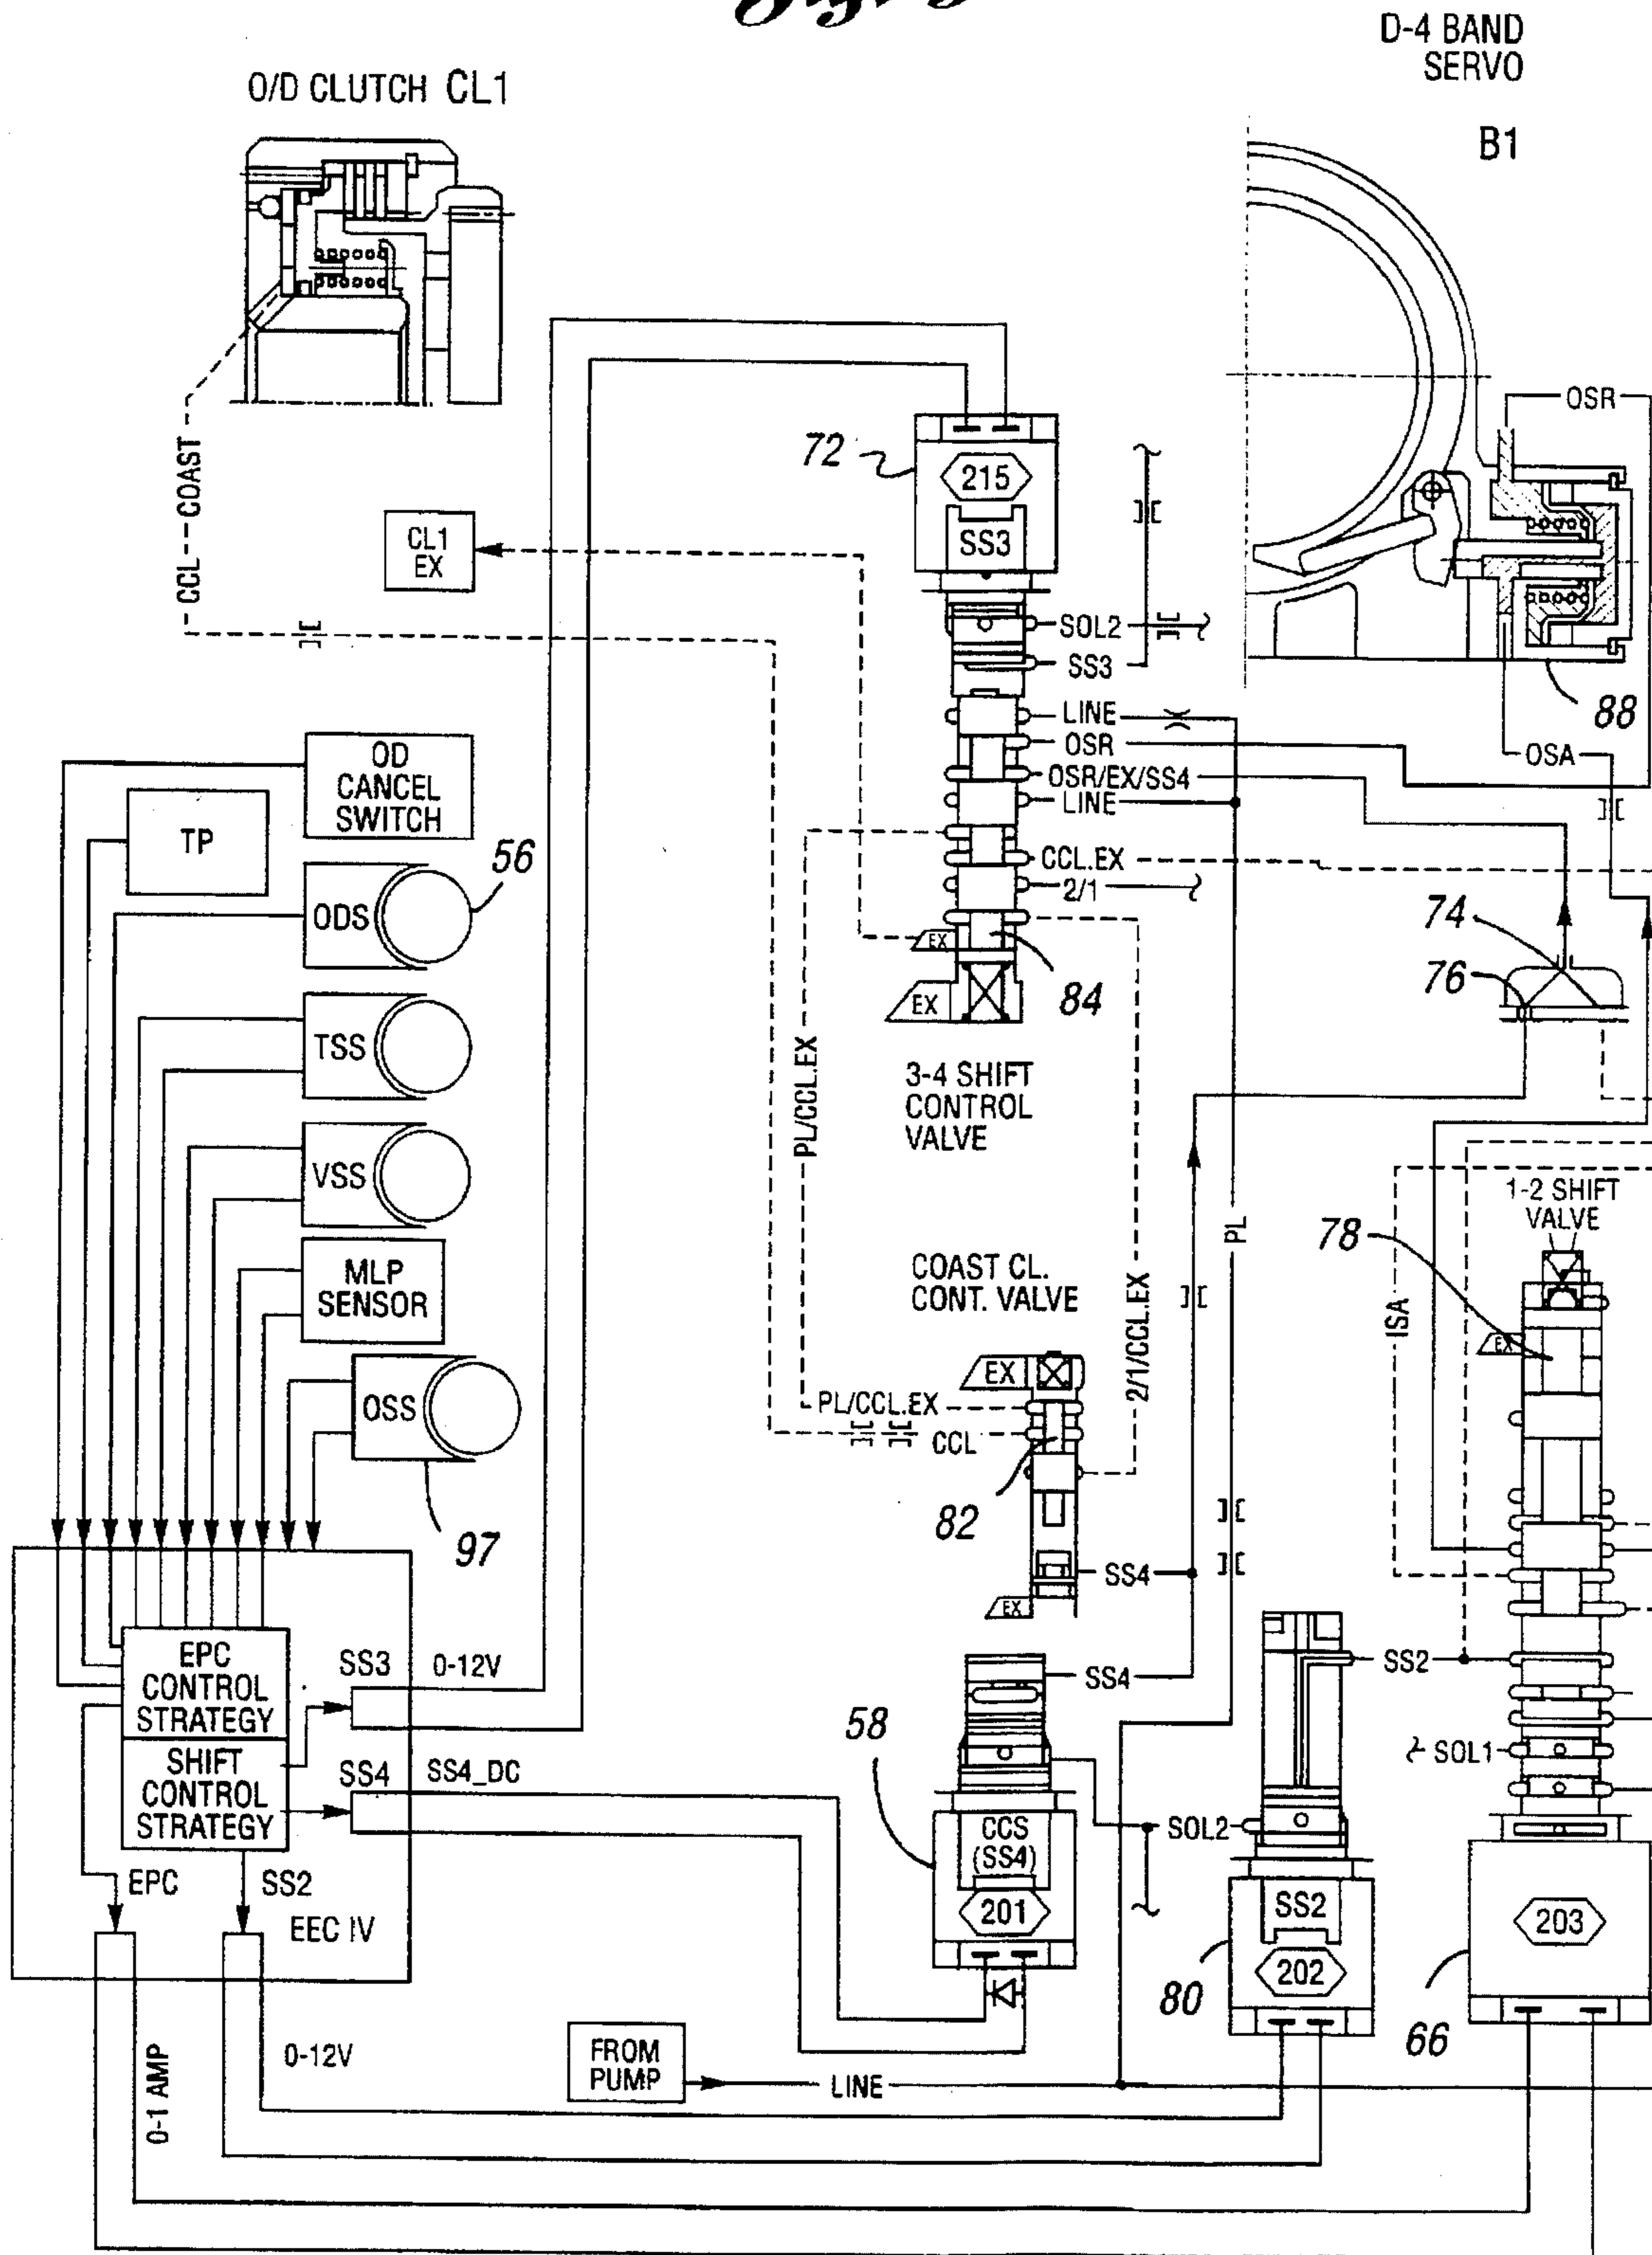 D-4 BAND
SERVO
B1
O/D CLUTCH CL1
CCL
COAST
CL1
EX
72
215
SS3
OSR
SOL2
SS3
LINE
OSR
OSR/EX/SS4
LINE
CCL.EX
2/1
EX
EX
84
88
OSA
74
76
OD
CANCEL
SWITCH
TP
ODS
56
TSS
VSS
MLP
SENSOR
OSS
97
PL/CCL.EX
3-4 SHIFT
CONTROL
VALVE
PL
2/1/CCL.EX
COAST CL.
CONT. VALVE
EX
PL/CCL.EX
CCL
82
SS4
EX
1-2 SHIFT
VALVE
78
ISA
EX
EPC
CONTROL
STRATEGY
SHIFT
CONTROL
STRATEGY
SS3
0-12V
SS4
SS4_DC
EPC
SS2
EEC IV
0-1 AMP
0-12V
SS4
58
CCS
(SS4)
201
SOL2
SS2
SOL1
SS2
202
80
203
66
FROM
PUMP
LINE